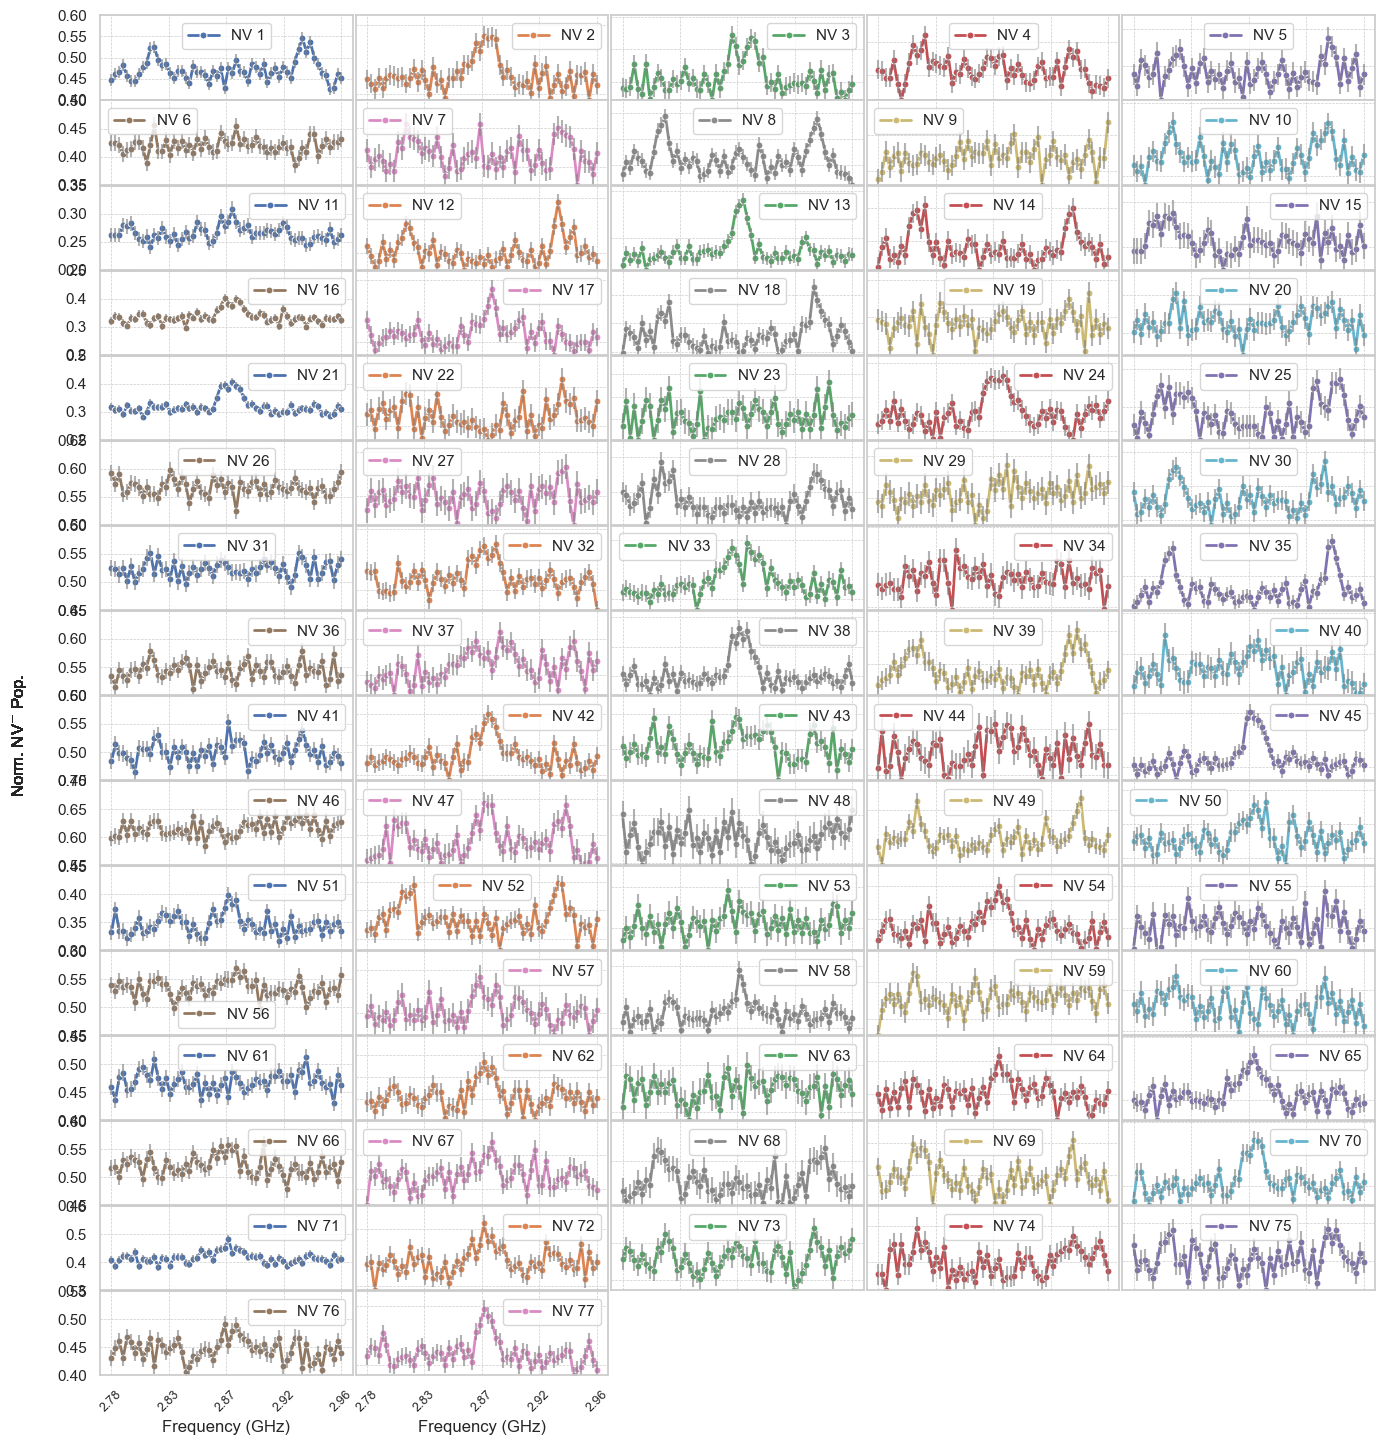 0.60
NV 1 NV 2 NV 3 NV 4 NV 5
0.55
0.50
0.45
NV 6 NV 7 NV 8 NV 9 NV 10
0.45
0.40
0.35
NV 11 NV 12 NV 13 NV 14 NV 15
0.30
0.25
NV 16 NV 17 NV 18 NV 19 NV 20
0.4
0.3
NV 21 NV 22 NV 23 NV 24 NV 25
0.4
0.3
NV 26 NV 27 NV 28 NV 29 NV 30
0.60
0.55
NV 31 NV 32 NV 33 NV 34 NV 35
0.55
0.50
NV 36 NV 37 NV 38 NV 39 NV 40
0.60
0.55
Norm. NV⁻ Pop.
NV 41 NV 42 NV 43 NV 44 NV 45
0.55
0.50
NV 46 NV 47 NV 48 NV 49 NV 50
0.65
0.60
NV 51 NV 52 NV 53 NV 54 NV 55
0.40
0.35
NV 56 NV 57 NV 58 NV 59 NV 60
0.55
0.50
NV 61 NV 62 NV 63 NV 64 NV 65
0.50
0.45
NV 66 NV 67 NV 68 NV 69 NV 70
0.55
0.50
NV 71 NV 72 NV 73 NV 74 NV 75
0.5
0.4
NV 76 NV 77
0.50
0.45
0.40
2.78 2.83 2.87 2.92 2.96 2.78 2.83 2.87 2.92 2.96
Frequency (GHz) Frequency (GHz)